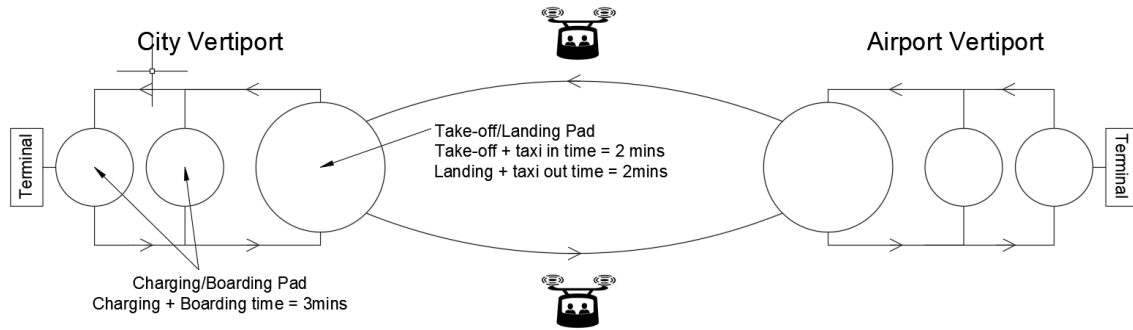 City Vertiport
Airport Vertiport
Take-off/Landing Pad
Take-off + taxi in time = 2 mins
Landing + taxi out time = 2mins
Terminal
Terminal
Charging/Boarding Pad
Charging + Boarding time = 3mins